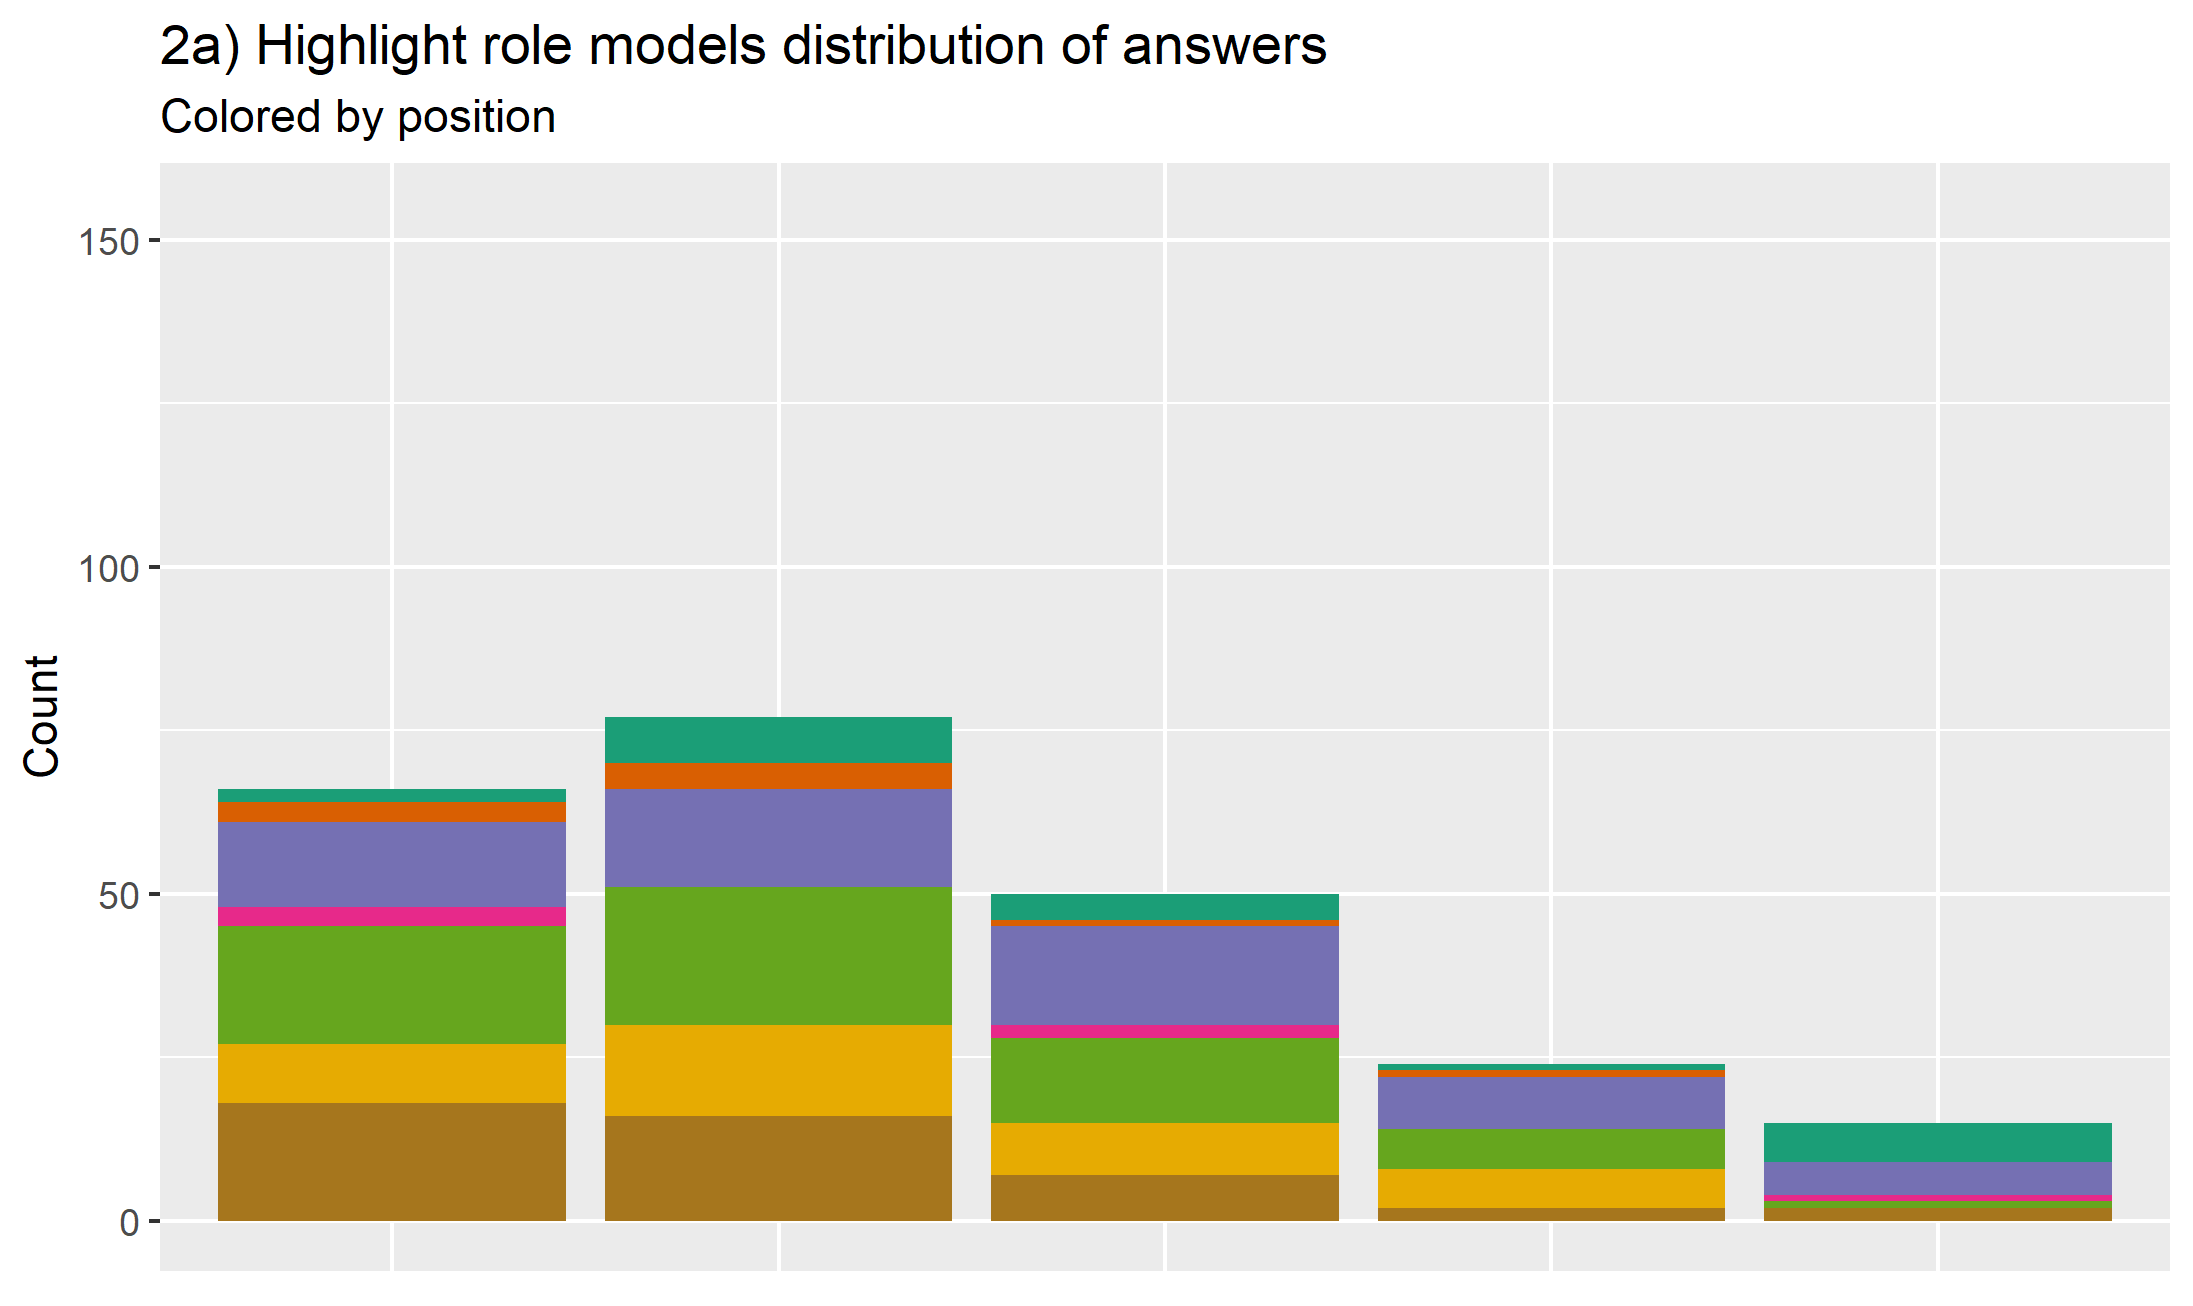 2a) Highlight role models distribution of answers
Colored by position
150
100
50
0
Count